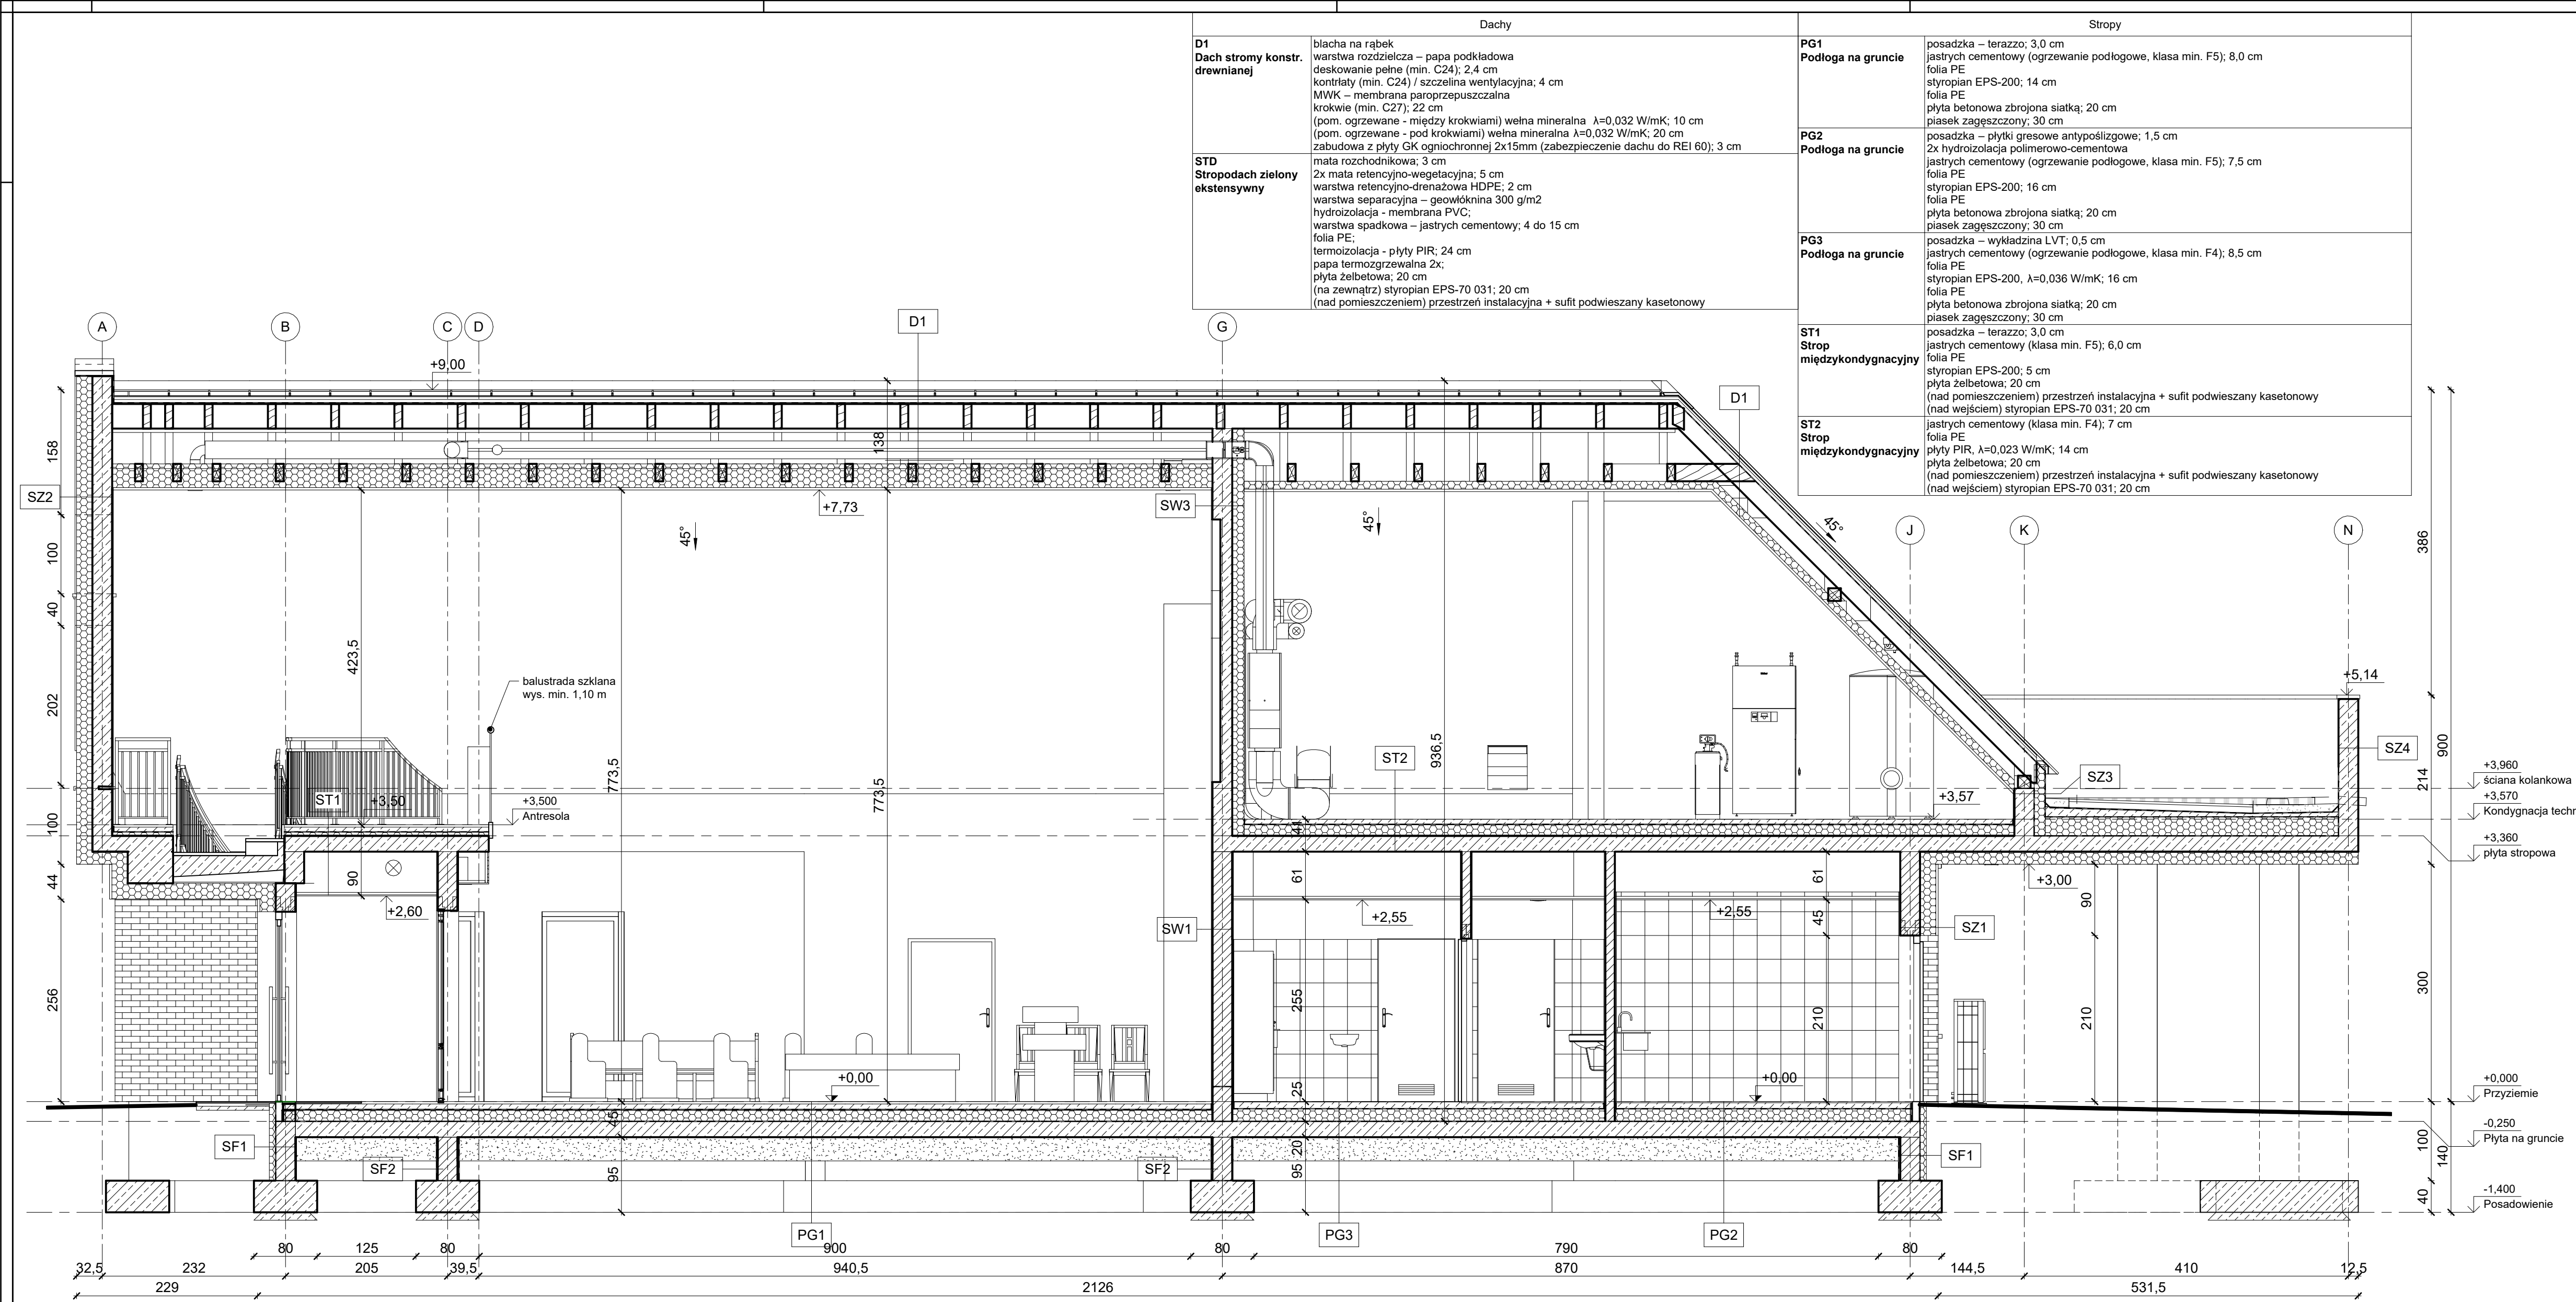 Dachy
D1
Dach stromy konstr.
drewnianej
blacha na rąbek
warstwa rozdzielcza – papa podkładowa
deskowanie pełne (min. C24); 2,4 cm
kontrłaty (min. C24) / szczelina wentylacyjna; 4 cm
MWK – membrana paroprzepuszczalna
krokwie (min. C27); 22 cm
(pom. ogrzewane - między krokwiami) wełna mineralna λ=0,032 W/mK; 10 cm
(pom. ogrzewane - pod krokwiami) wełna mineralna λ=0,032 W/mK; 20 cm
zabudowa z płyty GK ogniochronnej 2x15mm (zabezpieczenie dachu do REI 60); 3 cm
STD
Stropodach zielony
ekstensywny
mata rozchodnikowa; 3 cm
2x mata retencyjno-wegetacyjna; 5 cm
warstwa retencyjno-drenażowa HDPE; 2 cm
warstwa separacyjna – geowłóknina 300 g/m2
hydroizolacja - membrana PVC;
warstwa spadkowa – jastrych cementowy; 4 do 15 cm
folia PE;
termoizolacja - płyty PIR; 24 cm
papa termozgrzewalna 2x;
płyta żelbetowa; 20 cm
(na zewnątrz) styropian EPS-70 031; 20 cm
(nad pomieszczeniem) przestrzeń instalacyjna + sufit podwieszany kasetonowy
Stropy
PG1
Podłoga na gruncie
posadzka – terazzo; 3,0 cm
jastrych cementowy (ogrzewanie podłogowe, klasa min. F5); 8,0 cm
folia PE
styropian EPS-200; 14 cm
folia PE
płyta betonowa zbrojona siatką; 20 cm
piasek zagęszczony; 30 cm
PG2
Podłoga na gruncie
posadzka – płytki gresowe antypoślizgowe; 1,5 cm
2x hydroizolacja polimerowo-cementowa
jastrych cementowy (ogrzewanie podłogowe, klasa min. F5); 7,5 cm
folia PE
styropian EPS-200; 16 cm
folia PE
płyta betonowa zbrojona siatką; 20 cm
piasek zagęszczony; 30 cm
PG3
Podłoga na gruncie
posadzka – wykładzina LVT; 0,5 cm
jastrych cementowy (ogrzewanie podłogowe, klasa min. F4); 8,5 cm
folia PE
styropian EPS-200, λ=0,036 W/mK; 16 cm
folia PE
płyta betonowa zbrojona siatką; 20 cm
piasek zagęszczony; 30 cm
ST1
Strop
międzykondygnacyjny
posadzka – terazzo; 3,0 cm
jastrych cementowy (klasa min. F5); 6,0 cm
folia PE
styropian EPS-200; 5 cm
płyta żelbetowa; 20 cm
(nad pomieszczeniem) przestrzeń instalacyjna + sufit podwieszany kasetonowy
(nad wejściem) styropian EPS-70 031; 20 cm
ST2
Strop
międzykondygnacyjny
jastrych cementowy (klasa min. F4); 7 cm
folia PE
płyty PIR, λ=0,023 W/mK; 14 cm
płyta żelbetowa; 20 cm
(nad pomieszczeniem) przestrzeń instalacyjna + sufit podwieszany kasetonowy
(nad wejściem) styropian EPS-70 031; 20 cm
A B C D D1 G
+9,00
D1
158
138
SZ2
+7,73
SW3
45°
45°
45°
J K N
100
40
386
423,5
202
balustrada szklana
wys. min. 1,10 m
+5,14
773,5
773,5
936,5
ST2
SZ4
900
214
+3,960
ściana kolankowa
SZ3
ST1
+3,50
+3,500
Antresola
+3,57
+3,570
Kondygnacja techn
100
41
+3,360
płyta stropowa
44
90
61
61
+3,00
+2,60
+2,55
+2,55
90
45
SW1
SZ1
256
255
210
210
300
+0,00
+0,00
25
+0,000
Przyziemie
45
-0,250
Płyta na gruncie
SF1
SF2
SF2
SF1
95
20
95
100
140
40
-1,400
Posadowienie
PG1
PG3
PG2
80 125 80 900 80 790 80
32,5 232 205 39,5 940,5 870 144,5 410 12,5
229 2126 531,5